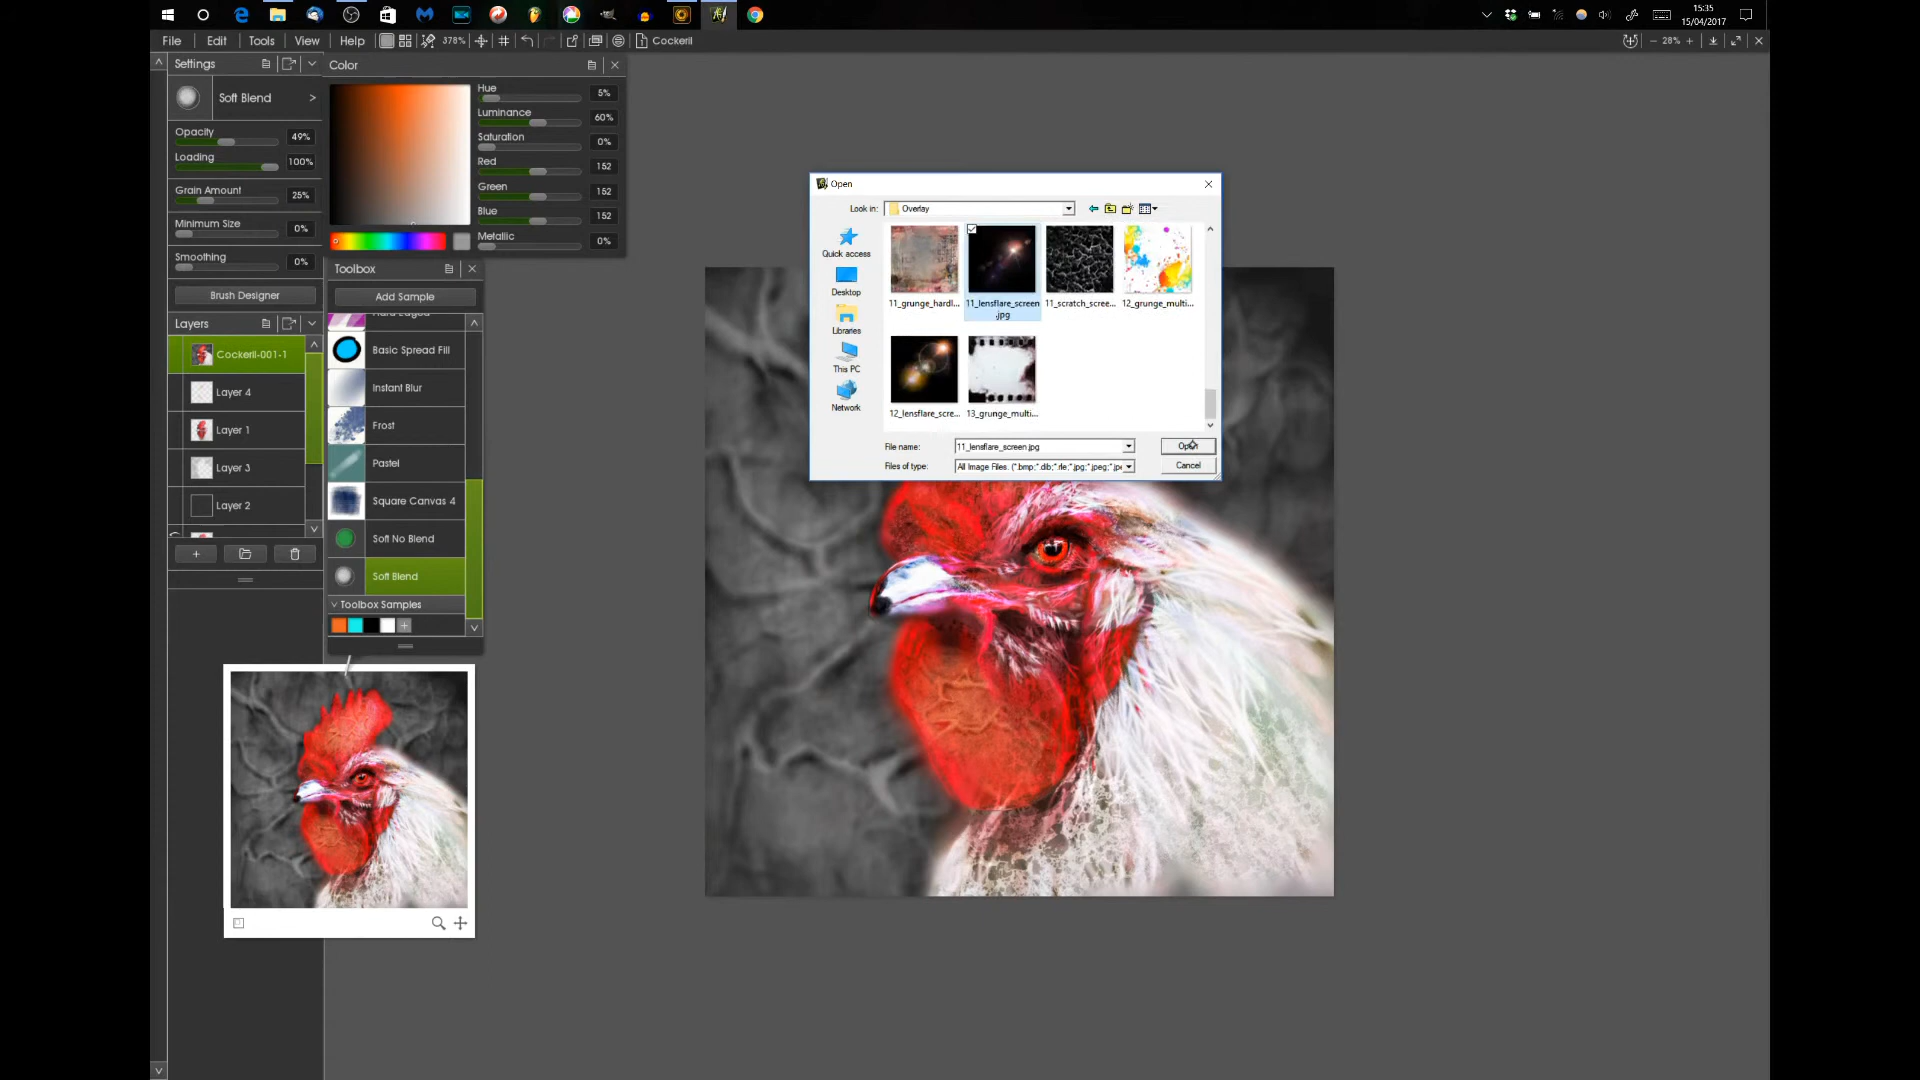 15:35
15/04/2017
File Edit Tools View Help 378% Cockeril 28%
Settings
Soft Blend >
Opacity 49%
Loading 100%
Grain Amount 25%
Minimum Size 0%
Smoothing 0%
Brush Designer
Layers
Cockeril-001-1
Layer 4
Layer 1
Layer 3
Layer 2
Color
Hue 5%
Luminance 60%
Saturation 0%
Red 152
Green 152
Blue 152
Metallic 0%
Toolbox
Add Sample
Basic Spread Fill
Instant Blur
Frost
Pastel
Square Canvas 4
Soft No Blend
Soft Blend
Toolbox Samples
Open
Look in: Overlay
Quick access
Desktop
Libraries
This PC
Network
11_grunge_hardl...
11_lensflare_screen
.jpg
11_scratch_scree...
12_grunge_multi...
12_lensflare_scre...
13_grunge_multi...
File name: 11_lensflare_screen.jpg Open
Files of type: All Image Files. (*.bmp;*.dib;*.rle;*.jpg;*.jpeg;*.jpe Cancel